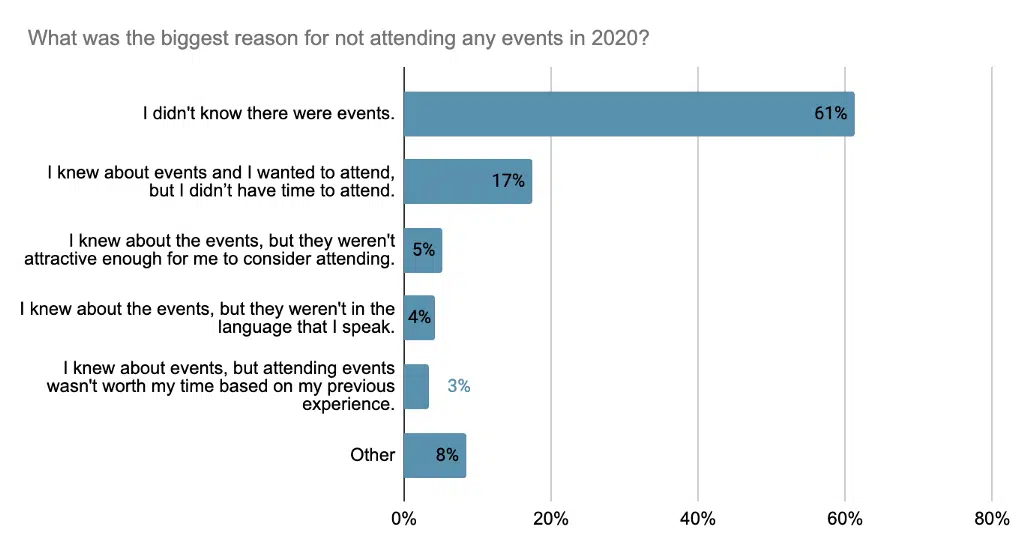 What was the biggest reason for not attending any events in 2020?
I didn't know there were events.
61%
I knew about events and I wanted to attend,
but I didn’t have time to attend.
17%
I knew about the events, but they weren't
attractive enough for me to consider attending.
5%
I knew about the events, but they weren't in the
language that I speak.
4%
I knew about events, but attending events
wasn't worth my time based on my previous
experience.
3%
Other
8%
0%
20%
40%
60%
80%